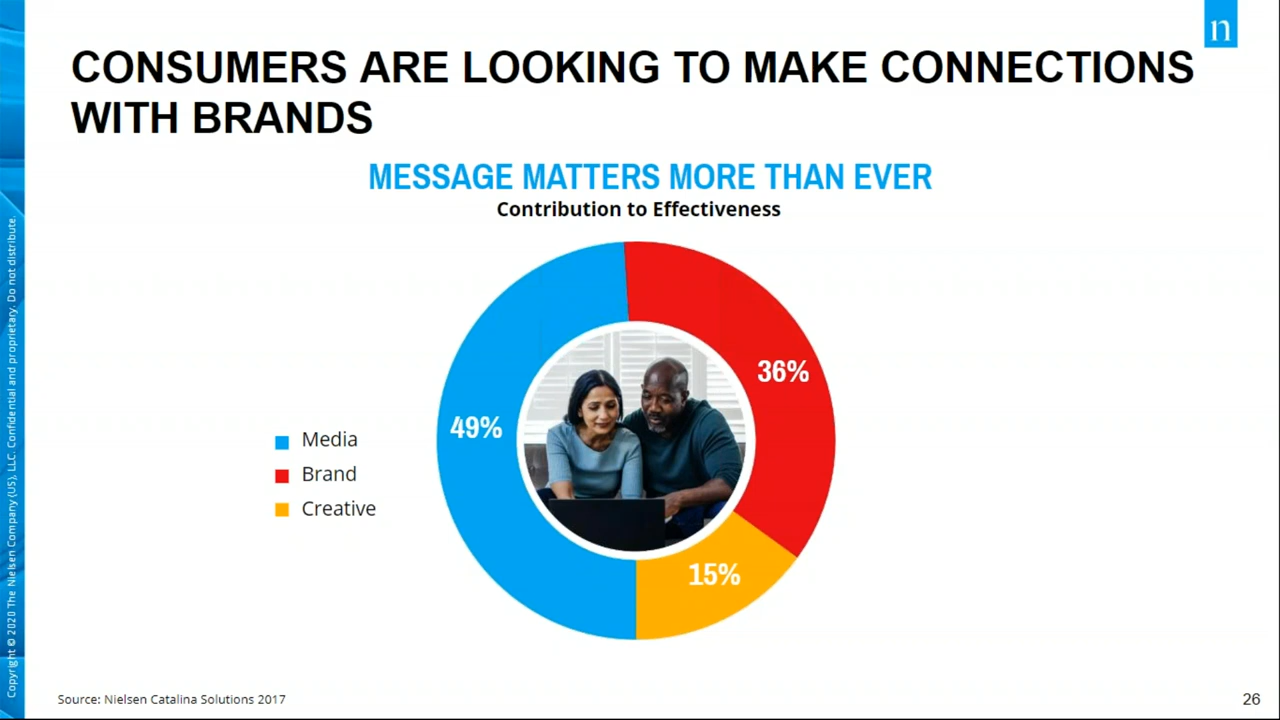 n
CONSUMERS ARE LOOKING TO MAKE CONNECTIONS
WITH BRANDS
MESSAGE MATTERS MORE THAN EVER
Contribution to Effectiveness
36%
49%
15%
Media
Brand
Creative
Copyright © 2020 The Nielsen Company (US), LLC. Confidential and proprietary. Do not distribute.
Source: Nielsen Catalina Solutions 2017
26